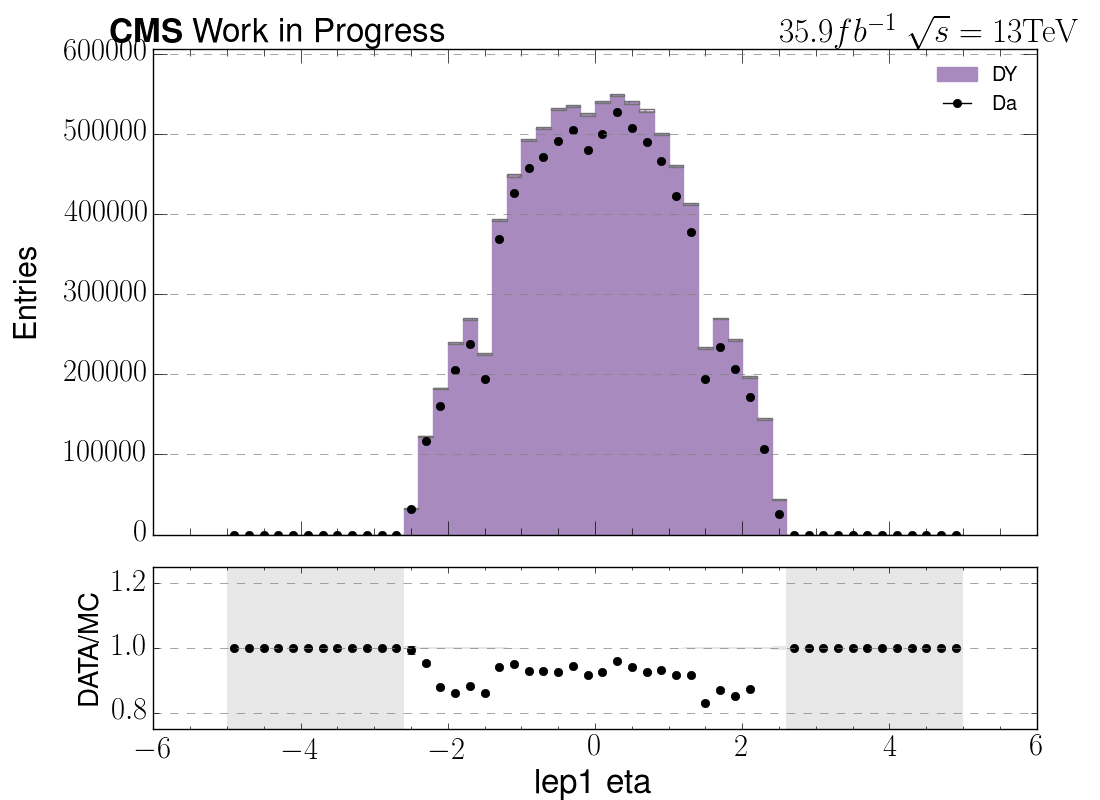 CMS Work in Progress
35.9fb⁻¹ √s = 13TeV
600000
500000
400000
300000
200000
100000
0
Entries
DY
Da
1.2
1.0
0.8
DATA/MC
−6 −4 −2 0 2 4 6
lep1 eta